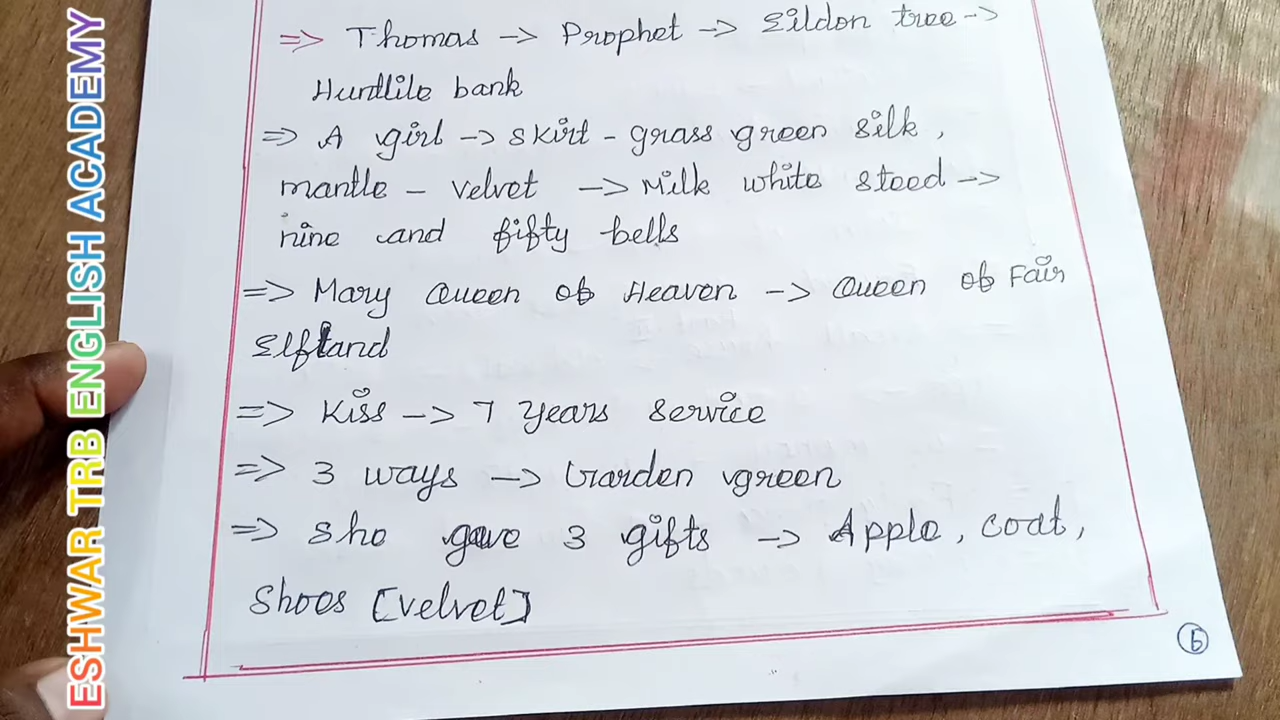 => Thomas -> Prophet -> Eildon tree ->
Huntlile bank
=> A girl -> skirt - grass green silk,
mantle - velvet -> Milk white steed ->
nine and fifty bells
=> Mary Queen of Heaven -> Queen of Fair
Elfland
=> Kiss -> 7 years service
=> 3 ways -> Garden green
=> She gave 3 gifts -> Apple, coat,
Shoes [velvet]
6
ESHWAR TRB ENGLISH ACADEMY